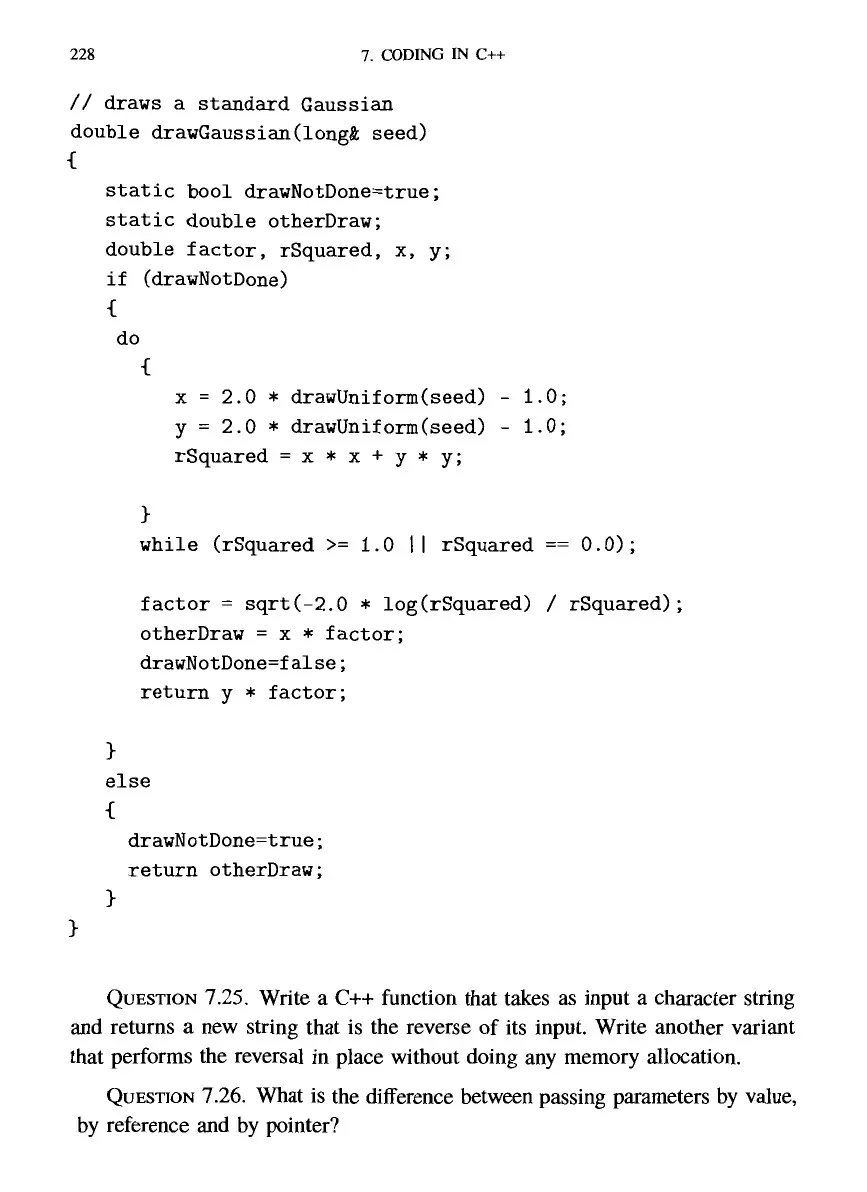 228 7. CODING IN C++
// draws a standard Gaussian
double drawGaussian(long& seed)
{
static bool drawNotDone=true;
static double otherDraw;
double factor, rSquared, x, y;
if (drawNotDone)
{
do
{
x = 2.0 * drawUniform(seed) - 1.0;
y = 2.0 * drawUniform(seed) - 1.0;
rSquared = x * x + y * y;
}
while (rSquared >= 1.0 || rSquared == 0.0);
factor = sqrt(-2.0 * log(rSquared) / rSquared);
otherDraw = x * factor;
drawNotDone=false;
return y * factor;
}
else
{
drawNotDone=true;
return otherDraw;
}
}
QUESTION 7.25. Write a C++ function that takes as input a character string
and returns a new string that is the reverse of its input. Write another variant
that performs the reversal in place without doing any memory allocation.
QUESTION 7.26. What is the difference between passing parameters by value,
by reference and by pointer?